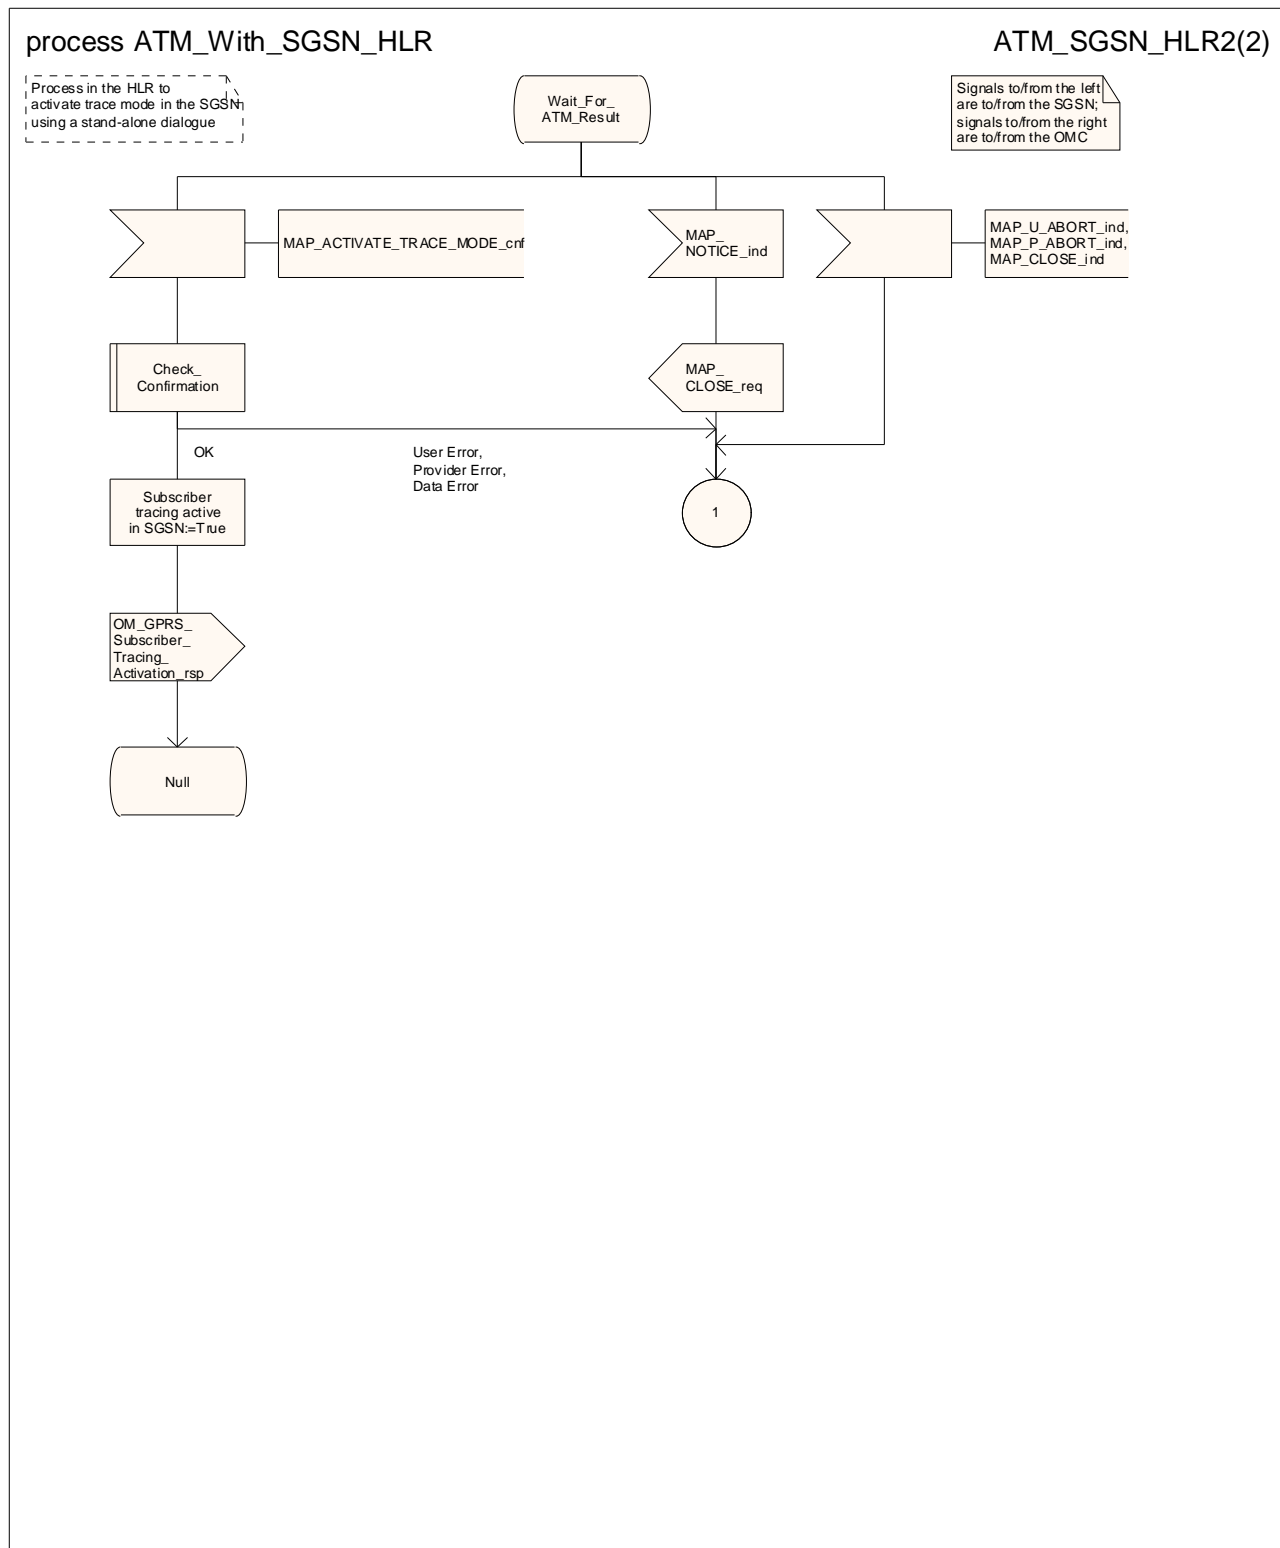 process ATM_With_SGSN_HLR
ATM_SGSN_HLR2(2)
Process in the HLR to
activate trace mode in the SGSN
using a stand-alone dialogue
Wait_For_
ATM_Result
Signals to/from the left
are to/from the SGSN;
signals to/from the right
are to/from the OMC
MAP_ACTIVATE_TRACE_MODE_cnf
MAP_
NOTICE_ind
MAP_U_ABORT_ind,
MAP_P_ABORT_ind,
MAP_CLOSE_ind
Check_
Confirmation
MAP_
CLOSE_req
OK
User Error,
Provider Error,
Data Error
Subscriber
tracing active
in SGSN:=True
1
OM_GPRS_
Subscriber_
Tracing_
Activation_rsp
Null